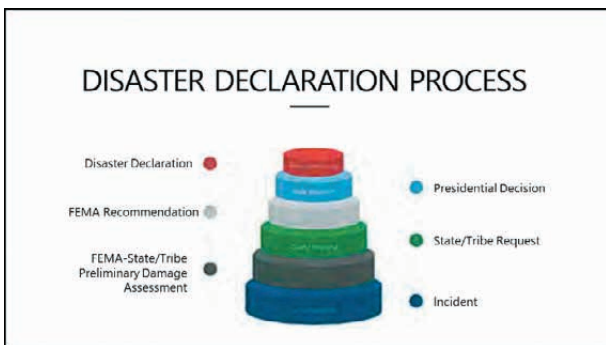 DISASTER DECLARATION PROCESS
Disaster Declaration
Presidential Decision
FEMA Recommendation
State/Tribe Request
FEMA-State/Tribe
Preliminary Damage
Assessment
Incident